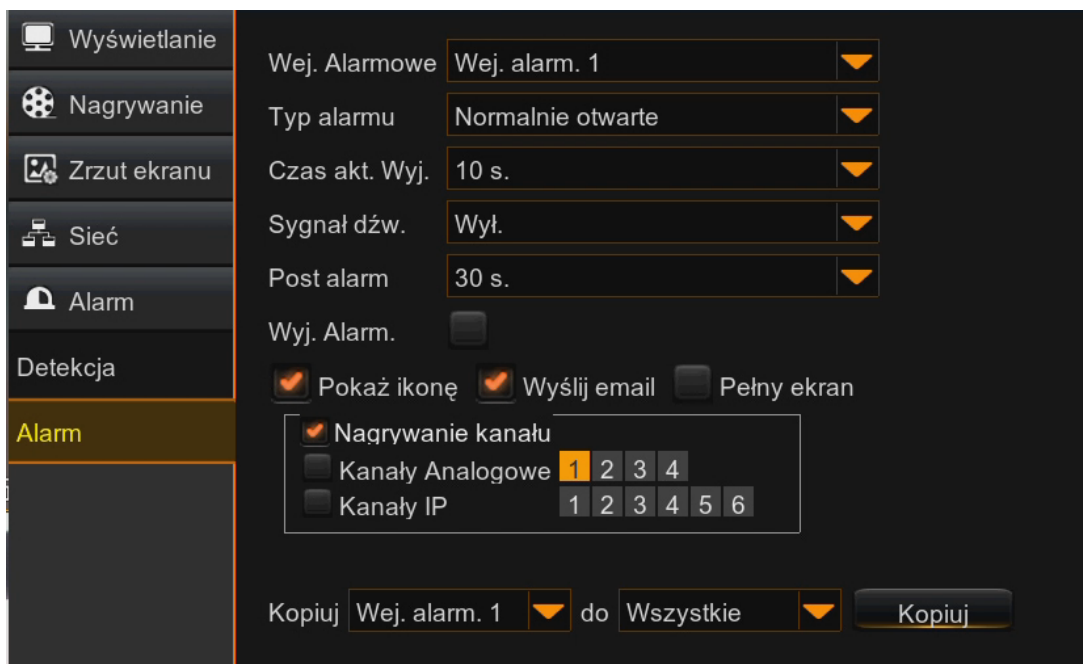 Wyświetlanie
Nagrywanie
Zrzut ekranu
Sieć
Alarm
Detekcja
Alarm
Wej. Alarmowe Wej. alarm. 1
Typ alarmu Normalnie otwarte
Czas akt. Wyj. 10 s.
Sygnał dźw. Wył.
Post alarm 30 s.
Wyj. Alarm.
Pokaż ikonę Wyślij email Pełny ekran
Nagrywanie kanału
Kanały Analogowe 1 2 3 4
Kanały IP 1 2 3 4 5 6
Kopiuj Wej. alarm. 1 do Wszystkie Kopiuj